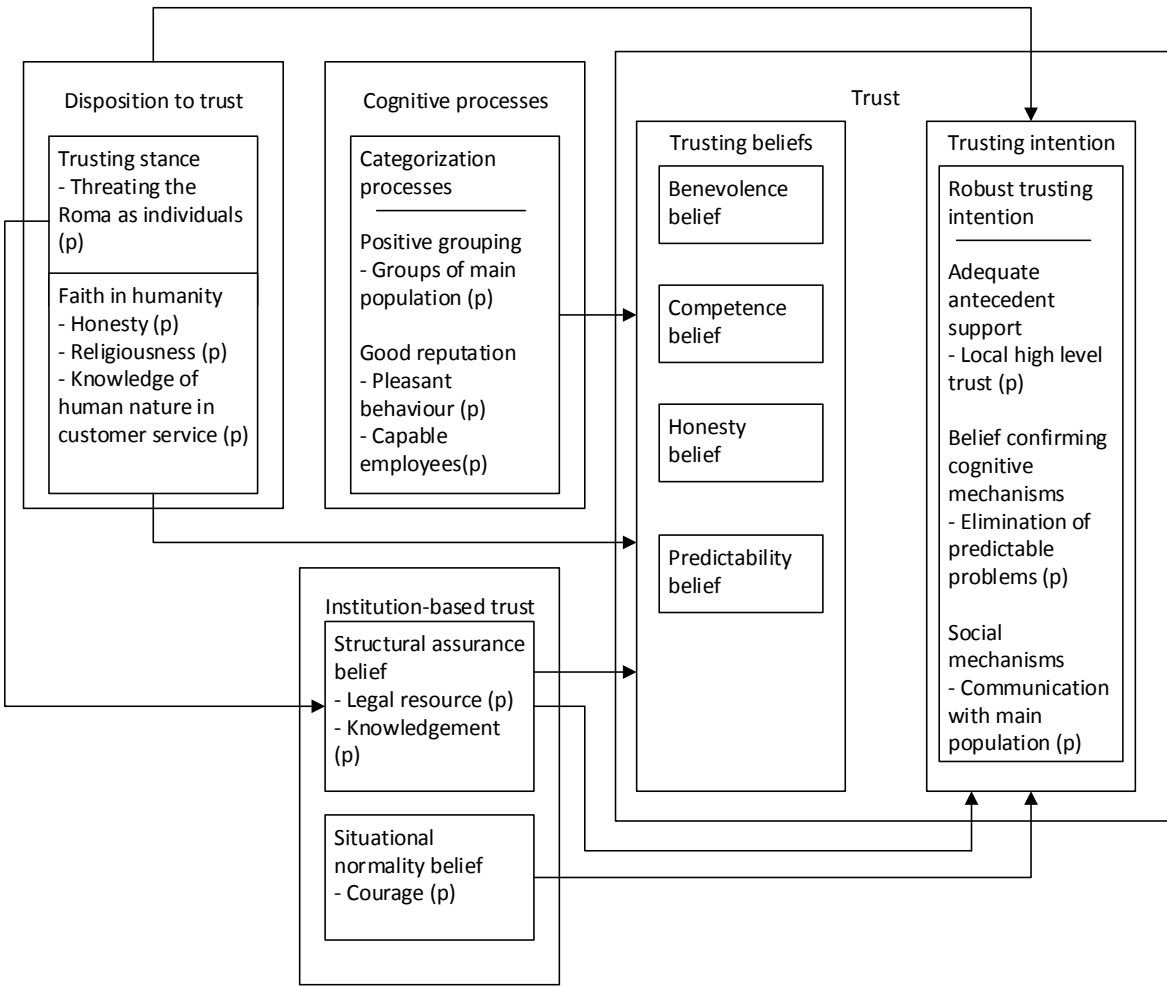 Disposition to trust
Trusting stance
- Threating the
Roma as individuals
(p)
Faith in humanity
- Honesty (p)
- Religiousness (p)
- Knowledge of
human nature in
customer service (p)
Cognitive processes
Categorization
processes
Positive grouping
- Groups of main
population (p)
Good reputation
- Pleasant
behaviour (p)
- Capable
employees(p)
Institution-based trust
Structural assurance
belief
- Legal resource (p)
- Knowledgement
(p)
Situational
normality belief
- Courage (p)
Trust
Trusting beliefs
Benevolence
belief
Competence
belief
Honesty
belief
Predictability
belief
Trusting intention
Robust trusting
intention
Adequate
antecedent
support
- Local high level
trust (p)
Belief confirming
cognitive
mechanisms
- Elimination of
predictable
problems (p)
Social
mechanisms
- Communication
with main
population (p)